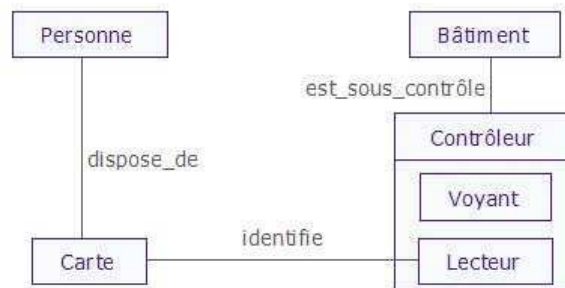 Personne
Bâtiment
est_sous_contrôle
Contrôleur
dispose_de
Voyant
identifie
Carte
Lecteur